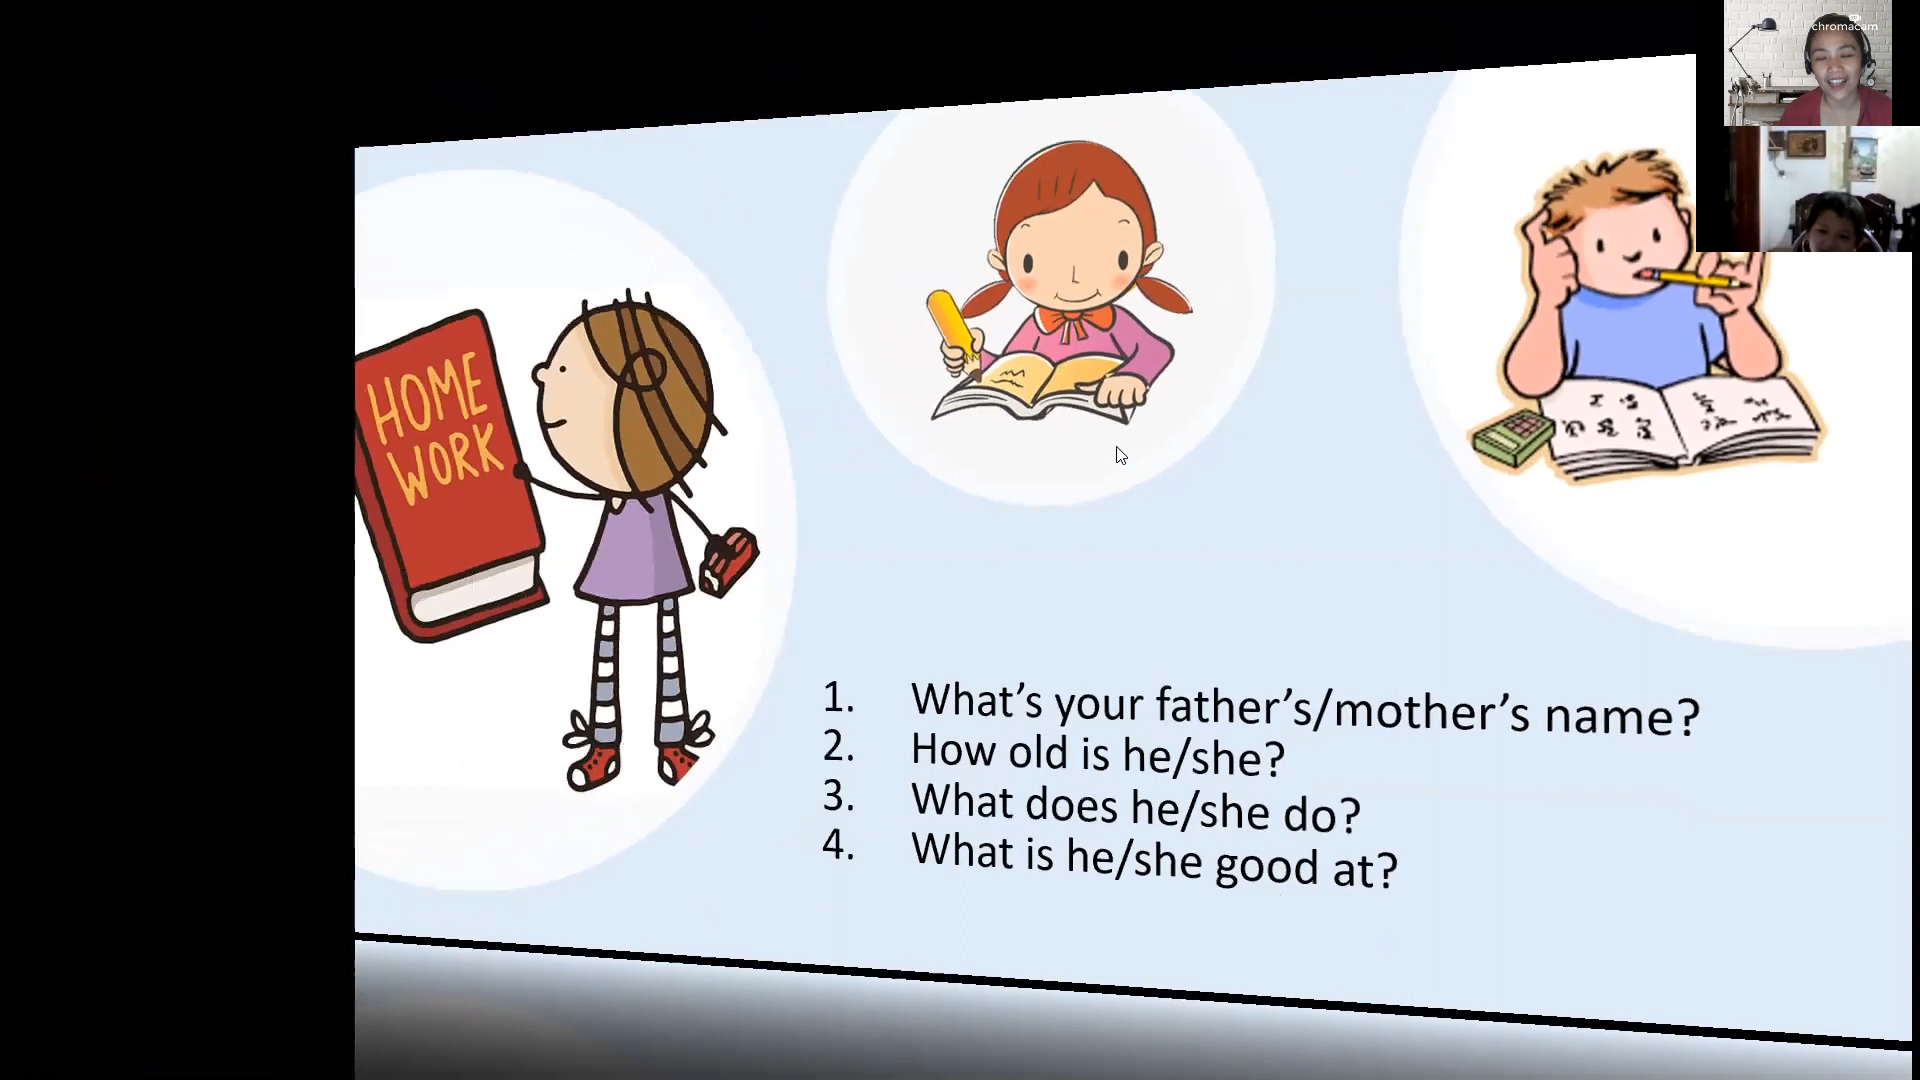 chromacam
HOME
WORK
1. What’s your father’s/mother’s name?
2. How old is he/she?
3. What does he/she do?
4. What is he/she good at?